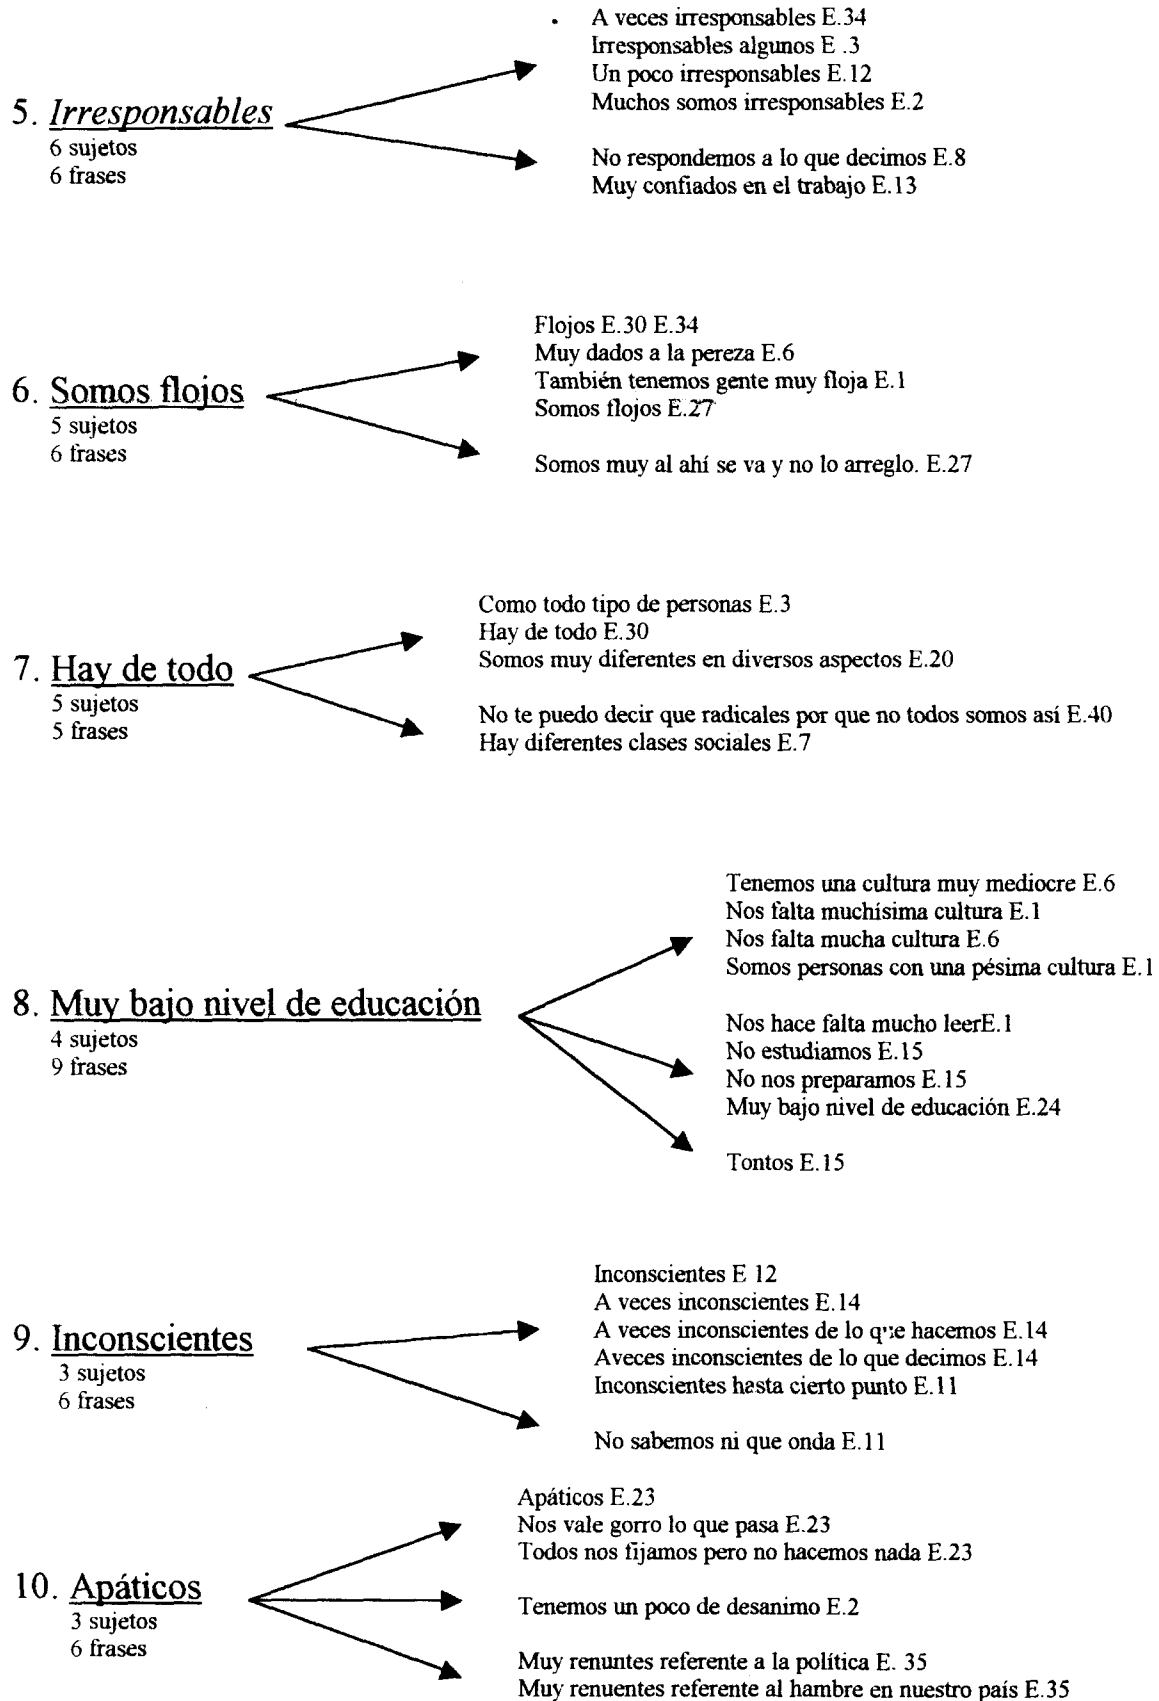 A veces irresponsables E.34
Irresponsables algunos E .3
Un poco irresponsables E.12
Muchos somos irresponsables E.2
5. Irresponsables
6 sujetos
6 frases
No respondemos a lo que decimos E.8
Muy confiados en el trabajo E.13
Flojos E.30 E.34
Muy dados a la pereza E.6
También tenemos gente muy floja E.1
Somos flojos E.27
6. Somos flojos
5 sujetos
6 frases
Somos muy al ahí se va y no lo arreglo. E.27
Como todo tipo de personas E.3
Hay de todo E.30
Somos muy diferentes en diversos aspectos E.20
7. Hay de todo
5 sujetos
5 frases
No te puedo decir que radicales por que no todos somos así E.40
Hay diferentes clases sociales E.7
Tenemos una cultura muy mediocre E.6
Nos falta muchísima cultura E.1
Nos falta mucha cultura E.6
Somos personas con una pésima cultura E.1
8. Muy bajo nivel de educación
4 sujetos
9 frases
Nos hace falta mucho leerE.1
No estudiamos E.15
No nos preparamos E.15
Muy bajo nivel de educación E.24
Tontos E.15
Inconscientes E 12
A veces inconscientes E.14
A veces inconscientes de lo que hacemos E.14
Aveces inconscientes de lo que decimos E.14
Inconscientes hasta cierto punto E.11
9. Inconscientes
3 sujetos
6 frases
No sabemos ni que onda E.11
Apáticos E.23
Nos vale gorro lo que pasa E.23
Todos nos fijamos pero no hacemos nada E.23
10. Apáticos
3 sujetos
6 frases
Tenemos un poco de desanimo E.2
Muy renuntes referente a la política E. 35
Muy renuentes referente al hambre en nuestro país E.35